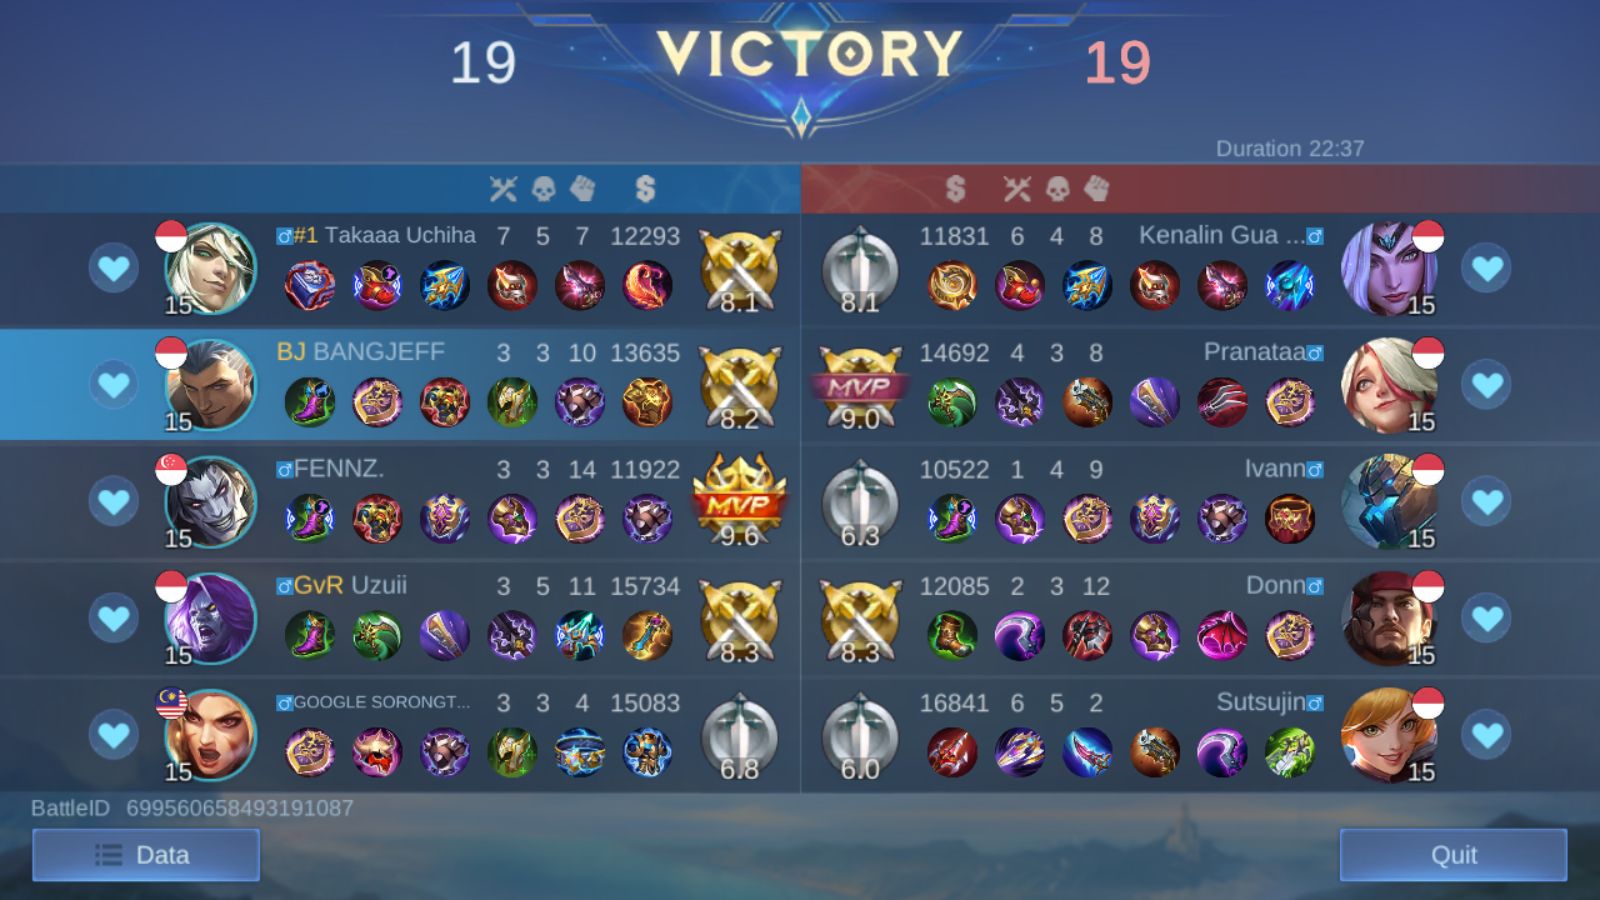 19 VICTORY 19
Duration 22:37
#1 Takaaa Uchiha 7 5 7 12293
15 8.1
11831 6 4 8 Kenalin Gua ...
8.1 15
BJ BANGJEFF 3 3 10 13635
15 8.2
14692 4 3 8 Pranataa
MVP
9.0 15
FENNZ. 3 3 14 11922
MVP
15 9.6
10522 1 4 9 Ivann
6.3 15
GvR Uzuii 3 5 11 15734
15 8.3
12085 2 3 12 Donn
8.3 15
GOOGLE SORONGT... 3 3 4 15083
15 6.8
16841 6 5 2 Sutsujin
6.0 15
BattleID 699560658493191087
Data
Quit